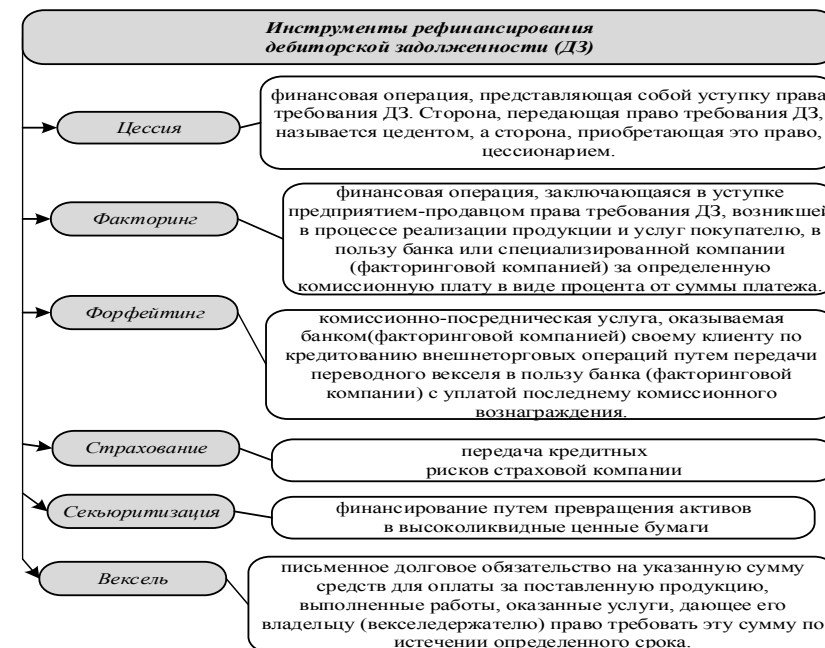 Инструменты рефинансирования
дебиторской задолженности (ДЗ)
Цессия
финансовая операция, представляющая собой уступку права
требования ДЗ. Сторона, передающая право требования ДЗ,
называется цедентом, а сторона, приобретающая это право,
цессионарием.
Факторинг
финансовая операция, заключающаяся в уступке
предприятием-продавцом права требования ДЗ, возникшей
в процессе реализации продукции и услуг покупателю, в
пользу банка или специализированной компании
(факторинговой компанией) за определенную
комиссионную плату в виде процента от суммы платежа.
Форфейтинг
комиссионно-посредническая услуга, оказываемая
банком(факторинговой компанией) своему клиенту по
кредитованию внешнеторговых операций путем передачи
переводного векселя в пользу банка (факторинговой
компании) с уплатой последнему комиссионного
вознаграждения.
Страхование
передача кредитных
рисков страховой компании
Секьюритизация
финансирование путем превращения активов
в высоколиквидные ценные бумаги
Вексель
письменное долговое обязательство на указанную сумму
средств для оплаты за поставленную продукцию,
выполненные работы, оказанные услуги, дающее его
владельцу (векселедержателю) право требовать эту сумму по
истечении определенного срока.